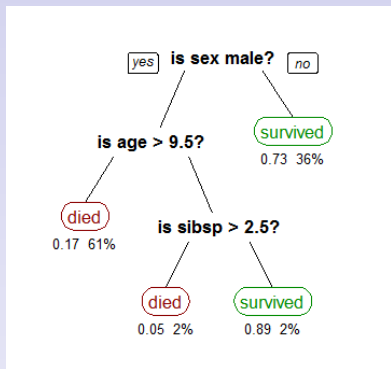 yes is sex male? no
is age > 9.5?
survived
0.73 36%
died
0.17 61%
is sibsp > 2.5?
died survived
0.05 2% 0.89 2%